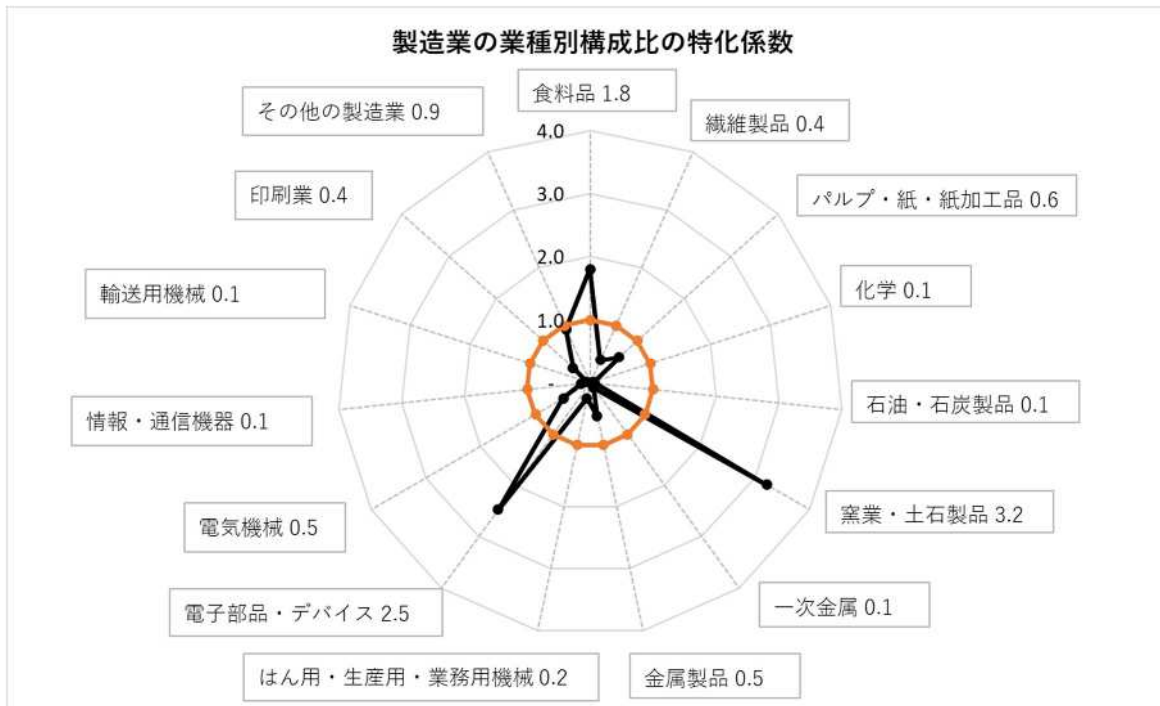 製造業の業種別構成比の特化係数
食料品 1.8
繊維製品 0.4
パルプ・紙・紙加工品 0.6
化学 0.1
石油・石炭製品 0.1
窯業・土石製品 3.2
一次金属 0.1
金属製品 0.5
はん用・生産用・業務用機械 0.2
電子部品・デバイス 2.5
電気機械 0.5
情報・通信機器 0.1
輸送用機械 0.1
印刷業 0.4
その他の製造業 0.9
4.0
3.0
2.0
1.0
-